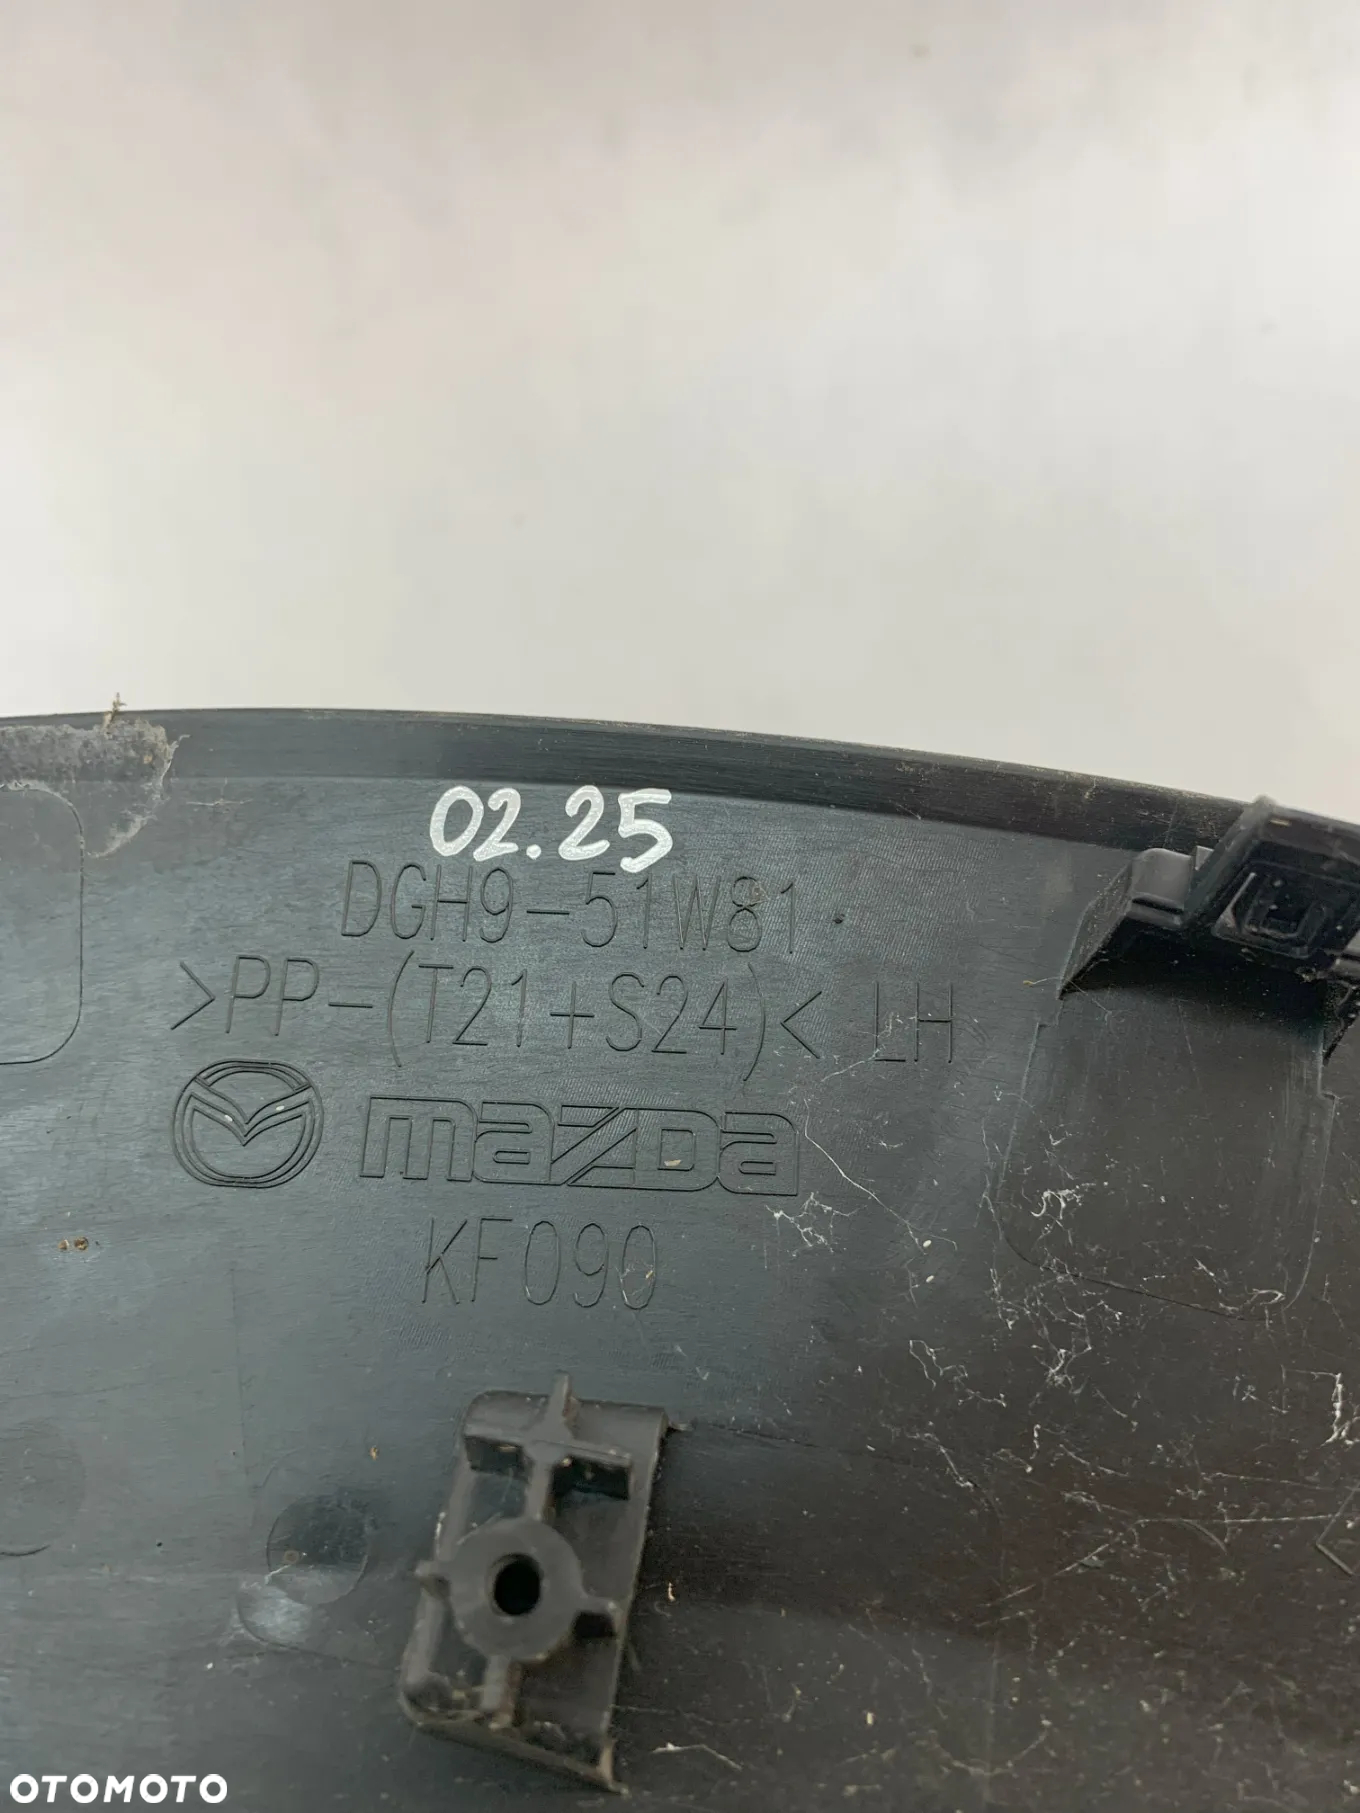 02.25
DGH9-51W81
>PP-(T21+S24)< LH
mazda
KF090
OTOMOTO